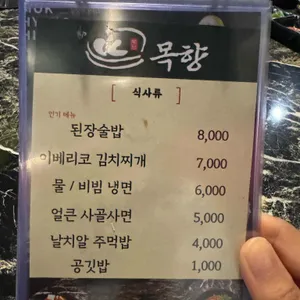 목향
[ 식사류 ]
인기 메뉴
된장술밥 8,000
이베리코 김치찌개 7,000
물 / 비빔 냉면 6,000
얼큰 사골사면 5,000
날치알 주먹밥 4,000
공깃밥 1,000